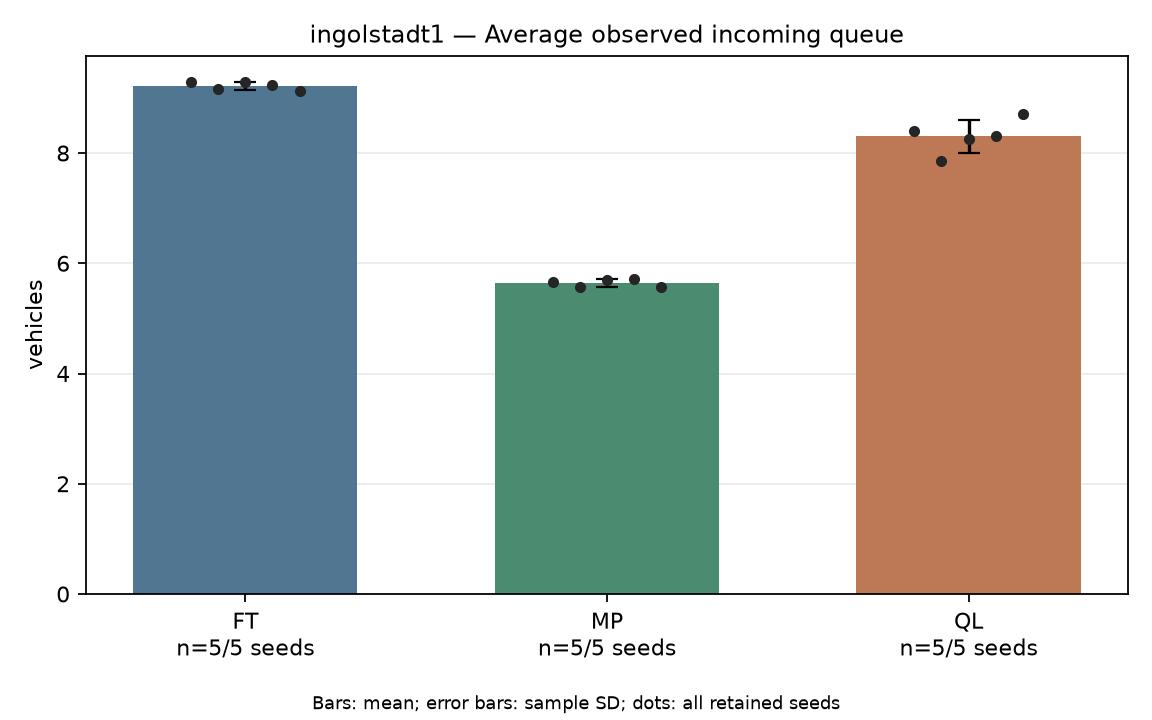 ingolstadt1 — Average observed incoming queue
vehicles
8
6
4
2
0
FT
n=5/5 seeds
MP
n=5/5 seeds
QL
n=5/5 seeds
Bars: mean; error bars: sample SD; dots: all retained seeds